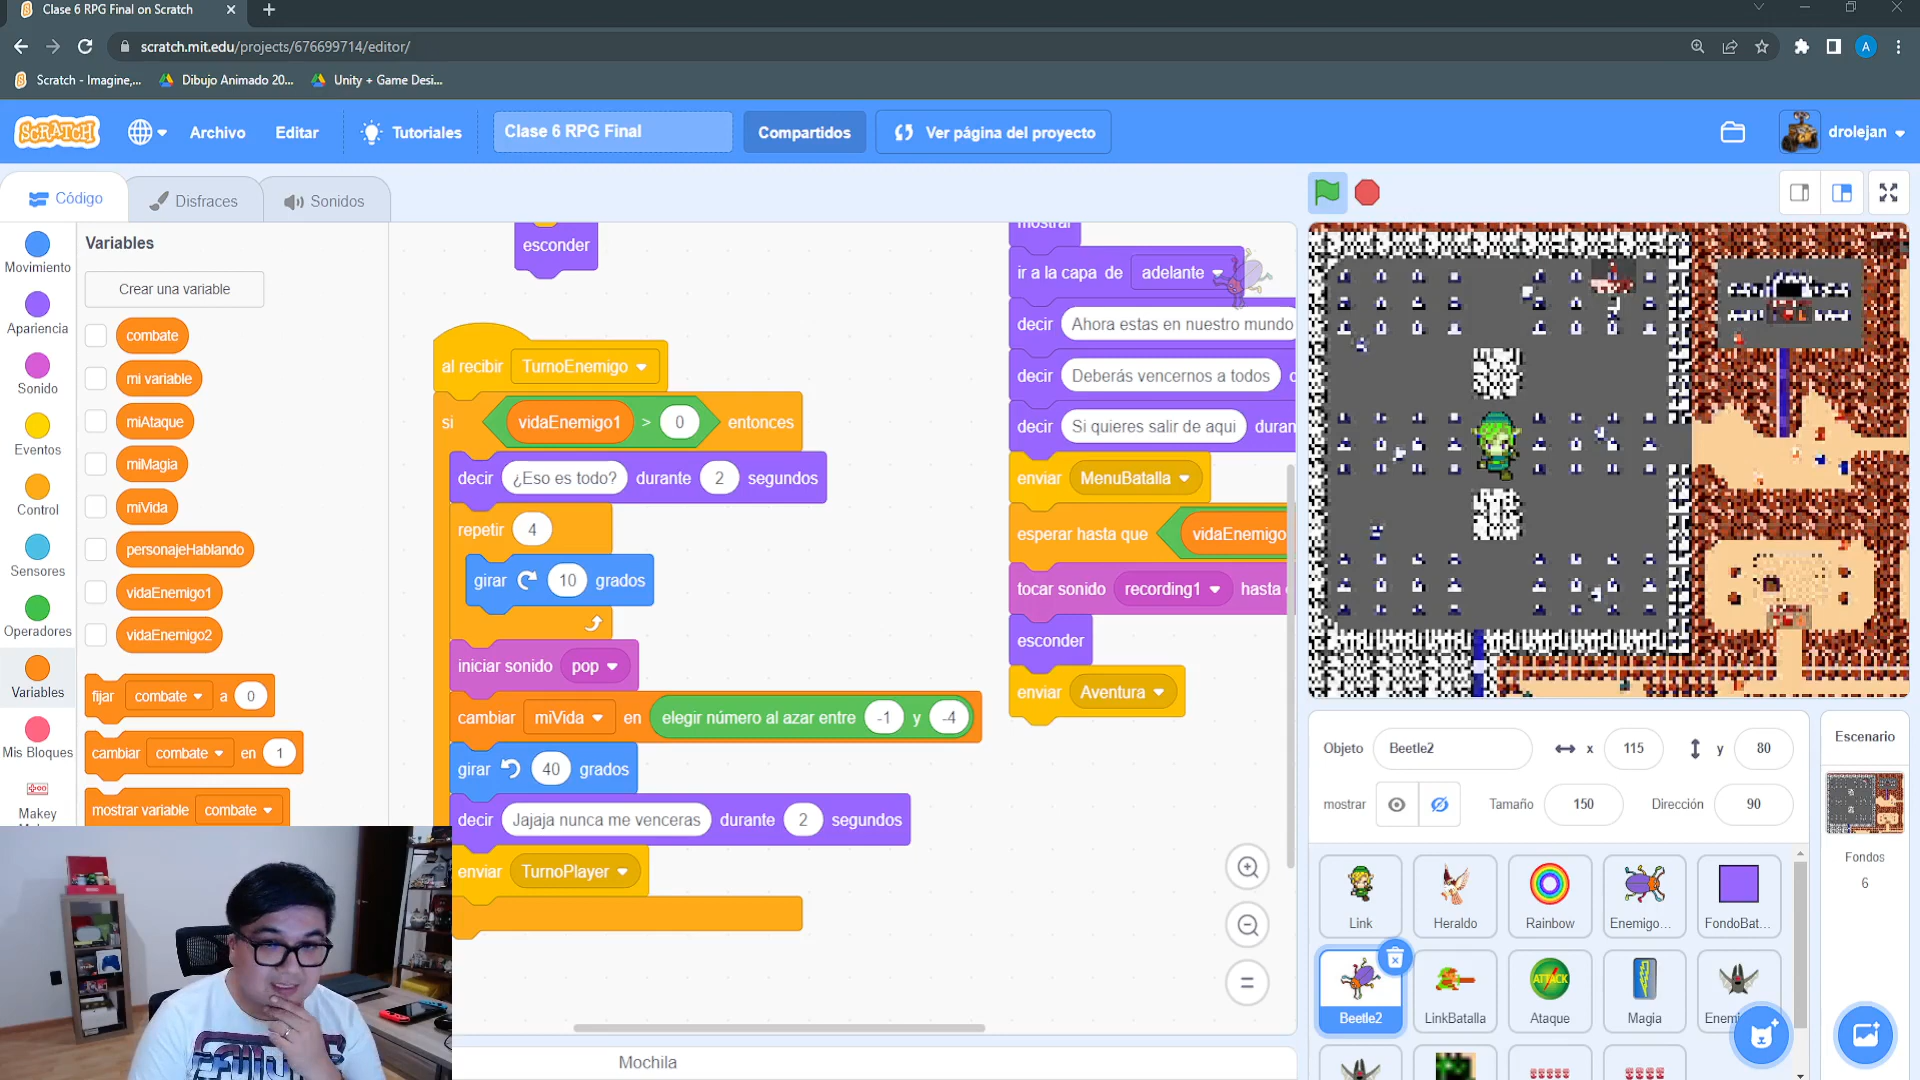 Clase 6 RPG Final on Scratch
scratch.mit.edu/projects/676699714/editor/
A
Scratch - Imagine,...
Dibujo Animado 20...
Unity + Game Desi...
SCRATCH
Archivo
Editar
Tutoriales
Clase 6 RPG Final
Compartidos
Ver página del proyecto
drolejan
Código
Disfraces
Sonidos
Movimiento
Apariencia
Sonido
Eventos
Control
Sensores
Operadores
Variables
Mis Bloques
Makey
Variables
Crear una variable
combate
mi variable
miAtaque
miMagia
miVida
personajeHablando
vidaEnemigo1
vidaEnemigo2
fijar combate a 0
cambiar combate en 1
mostrar variable combate
esconder
al recibir TurnoEnemigo
si vidaEnemigo1 > 0 entonces
decir ¿Eso es todo? durante 2 segundos
repetir 4
girar 10 grados
iniciar sonido pop
cambiar miVida en elegir número al azar entre -1 y -4
girar 40 grados
decir Jajaja nunca me venceras durante 2 segundos
enviar TurnoPlayer
mostrar
ir a la capa de adelante
decir Ahora estas en nuestro mundo
decir Deberás vencernos a todos d
decir Si quieres salir de aqui duran
enviar MenuBatalla
esperar hasta que vidaEnemigo
tocar sonido recording1 hasta
esconder
enviar Aventura
Mochila
Objeto
Beetle2
x
115
y
80
mostrar
Tamaño
150
Dirección
90
Link
Heraldo
Rainbow
Enemigo...
FondoBat...
Beetle2
LinkBatalla
ATTACK
Ataque
Magia
Enem
Escenario
Fondos
6